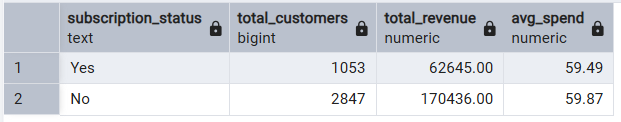 subscription_status total_customers total_revenue avg_spend
text bigint numeric numeric
1 Yes 1053 62645.00 59.49
2 No 2847 170436.00 59.87